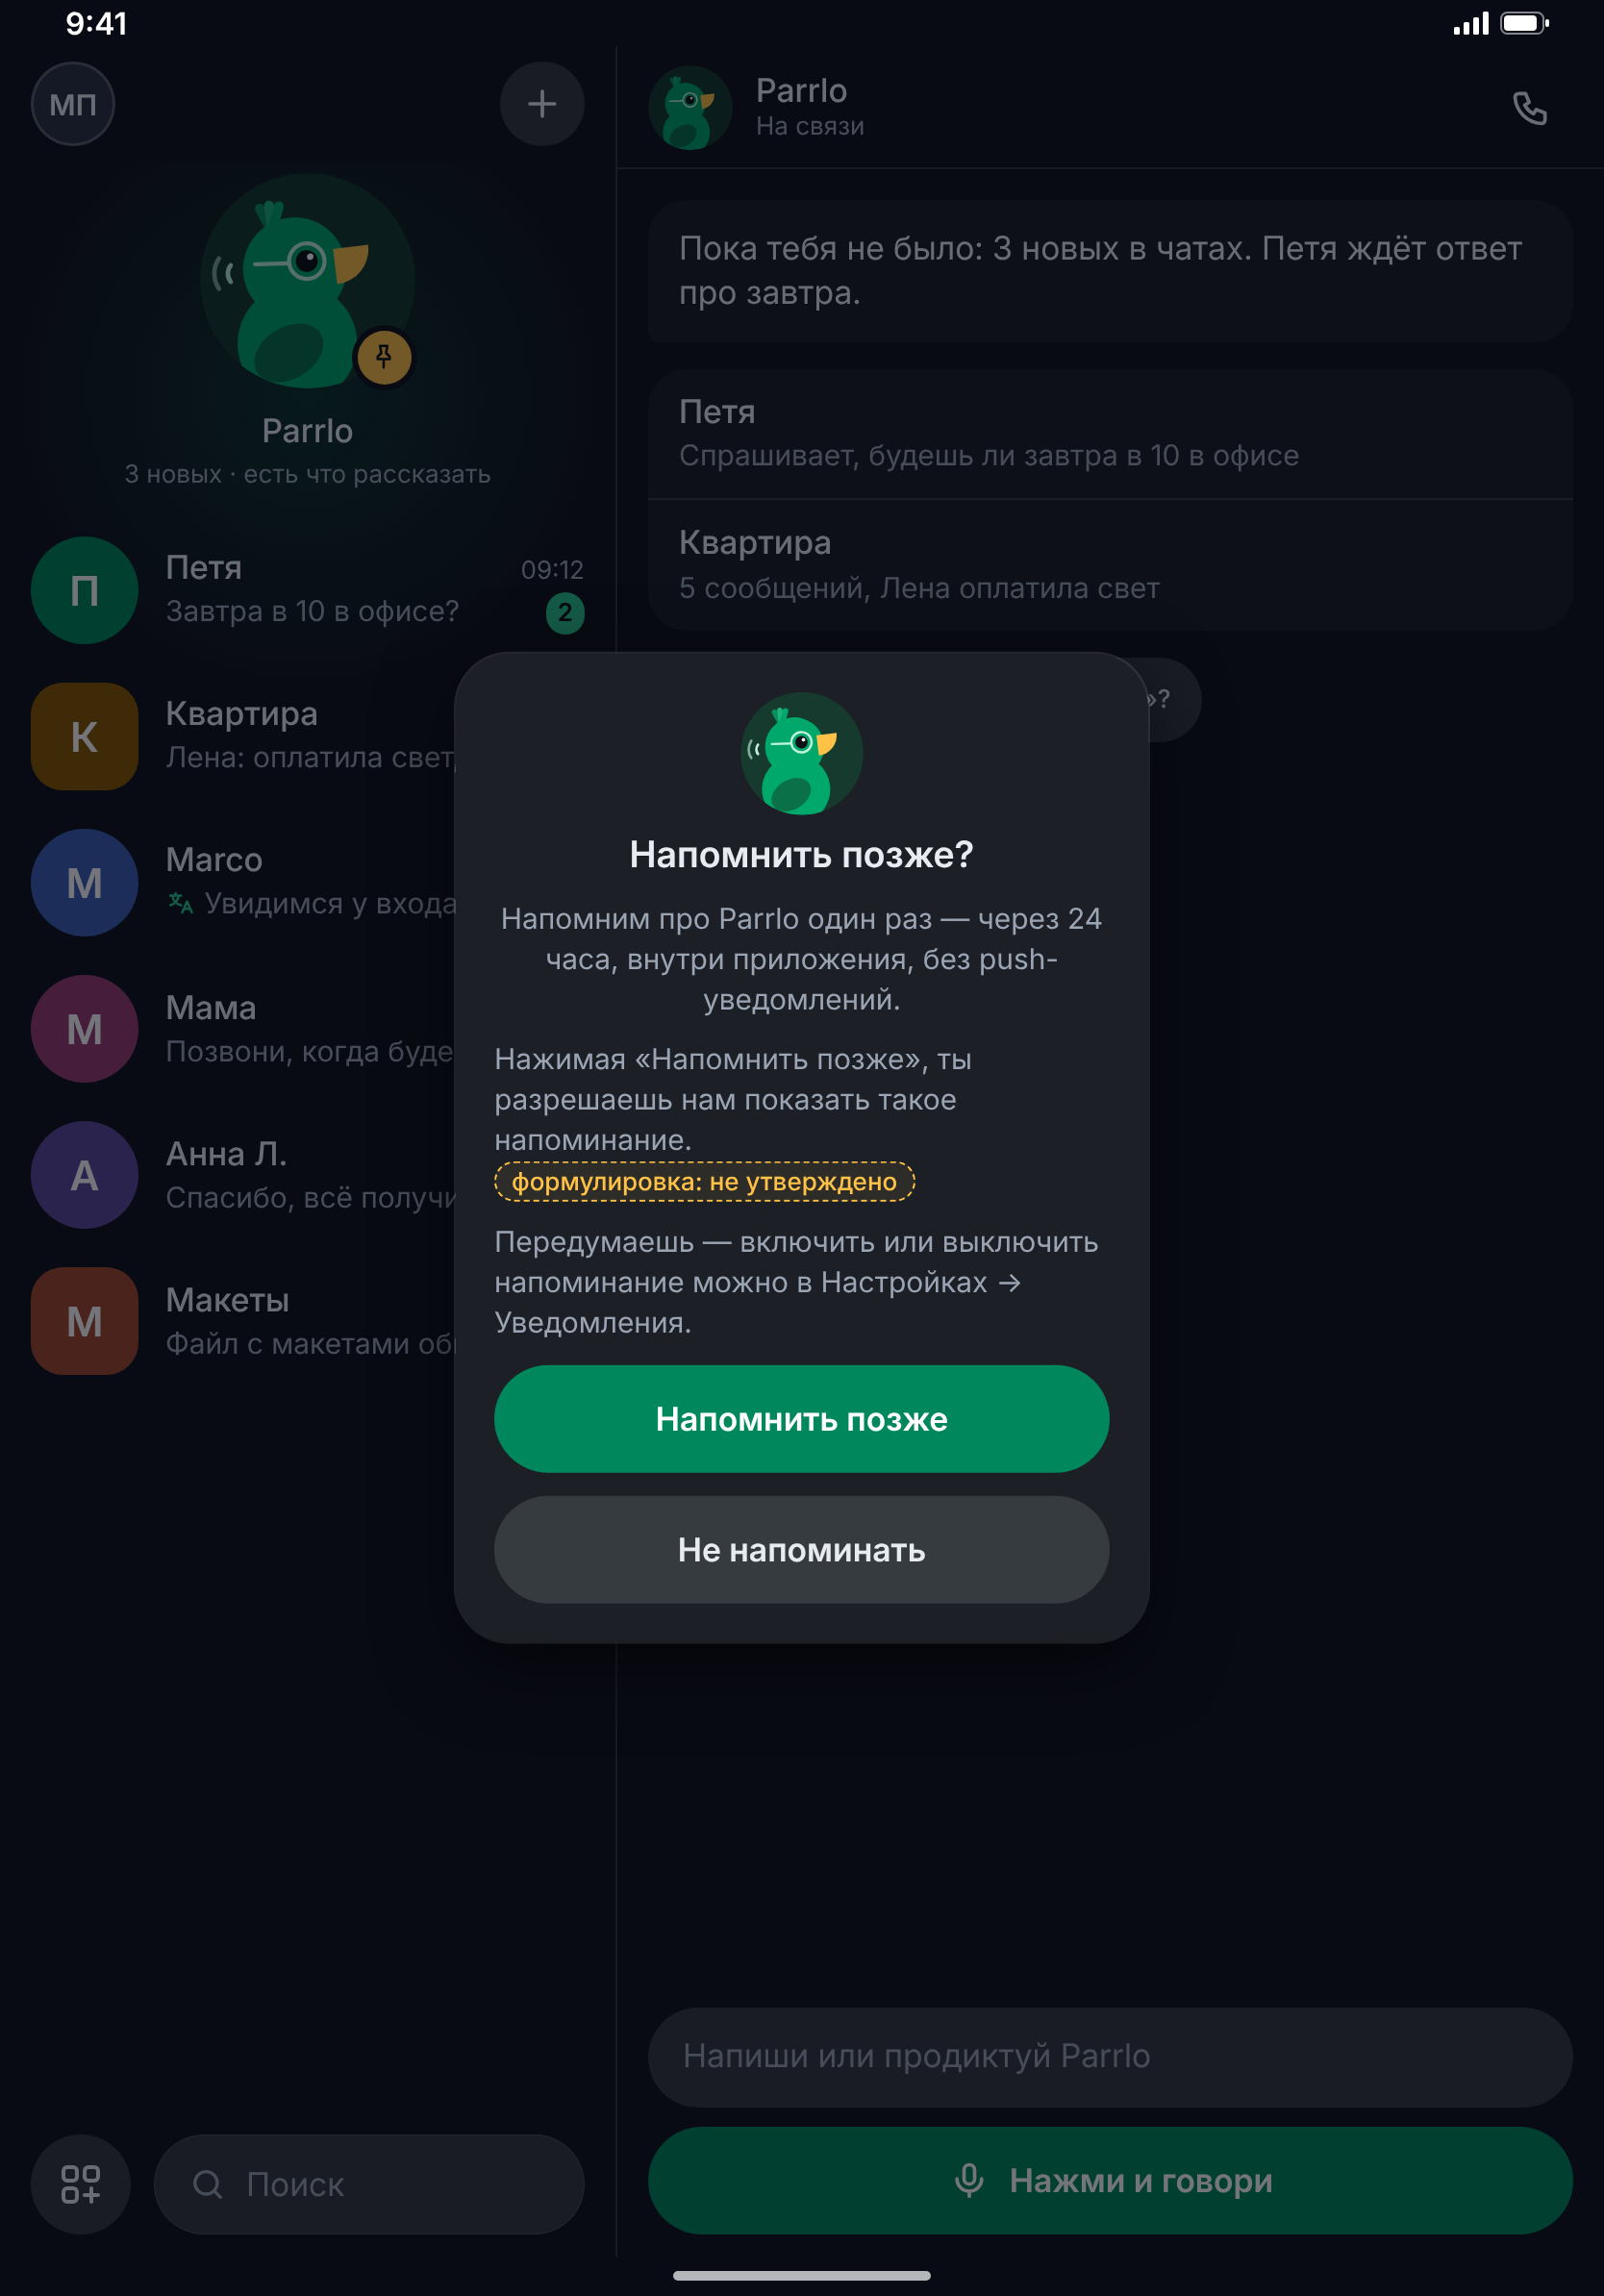 9:41
МП
Parrlo
На связи
Пока тебя не было: 3 новых в чатах. Петя ждёт ответ
про завтра.
Parrlo
3 новых · есть что рассказать
Петя
Спрашивает, будешь ли завтра в 10 в офисе
Квартира
5 сообщений, Лена оплатила свет
»?
П
Петя
09:12
Завтра в 10 в офисе?
2
К
Квартира
Лена: оплатила свет,
М
Marco
Увидимся у входа
М
Мама
Позвони, когда буде
А
Анна Л.
Спасибо, всё получи
М
Макеты
Файл с макетами об
Напомнить позже?
Напомним про Parrlo один раз — через 24
часа, внутри приложения, без push-
уведомлений.
Нажимая «Напомнить позже», ты
разрешаешь нам показать такое
напоминание.
формулировка: не утверждено
Передумаешь — включить или выключить
напоминание можно в Настройках →
Уведомления.
Напомнить позже
Не напоминать
Напиши или продиктуй Parrlo
Нажми и говори
Поиск